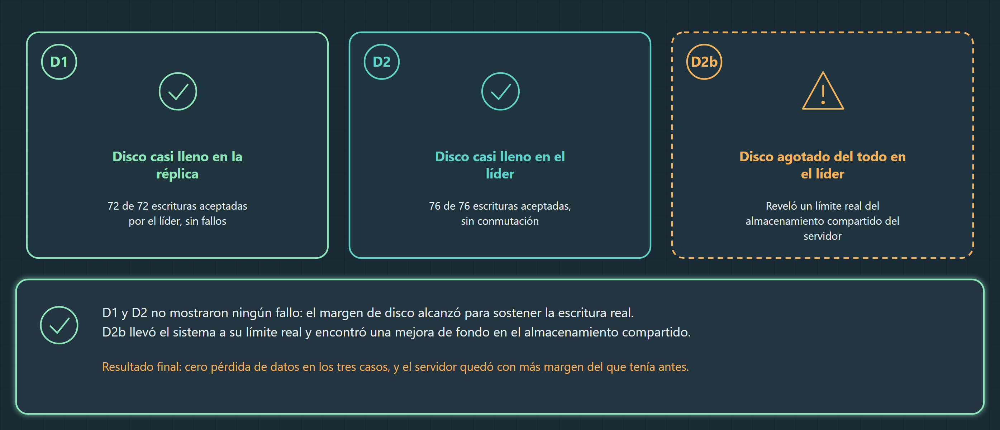 D1
Disco casi lleno en la
réplica
72 de 72 escrituras aceptadas
por el líder, sin fallos
D2
Disco casi lleno en el
líder
76 de 76 escrituras aceptadas,
sin conmutación
D2b
Disco agotado del todo en
el líder
Reveló un límite real del
almacenamiento compartido del
servidor
D1 y D2 no mostraron ningún fallo: el margen de disco alcanzó para sostener la escritura real.
D2b llevó el sistema a su límite real y encontró una mejora de fondo en el almacenamiento compartido.
Resultado final: cero pérdida de datos en los tres casos, y el servidor quedó con más margen del que tenía antes.